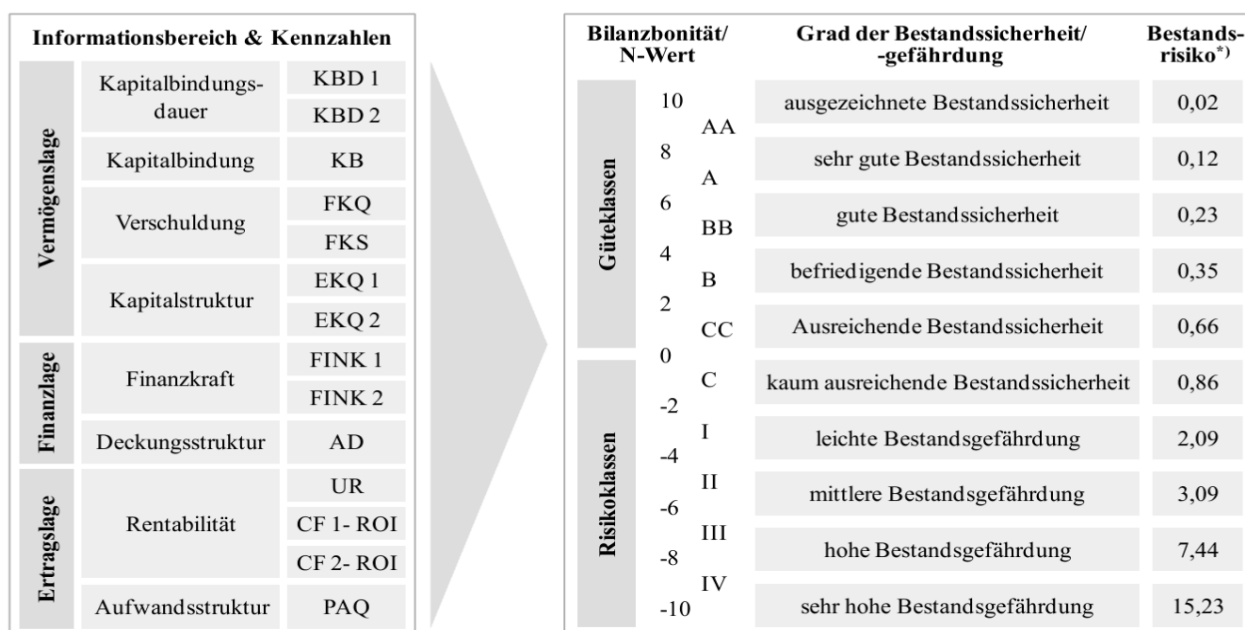 Informationsbereich & Kennzahlen
Vermögenslage
Kapitalbindungs-
dauer
KBD 1
KBD 2
Kapitalbindung
KB
Verschuldung
FKQ
FKS
Kapitalstruktur
EKQ 1
EKQ 2
Finanzlage
Finanzkraft
FINK 1
FINK 2
Deckungsstruktur
AD
Ertragslage
Rentabilität
UR
CF 1- ROI
CF 2- ROI
Aufwandsstruktur
PAQ
Bilanzbonität/
N-Wert
Grad der Bestandssicherheit/
-gefährdung
Bestands-
risiko*)
Güteklassen
10
AA
ausgezeichnete Bestandssicherheit
0,02
8
A
sehr gute Bestandssicherheit
0,12
6
BB
gute Bestandssicherheit
0,23
4
B
befriedigende Bestandssicherheit
0,35
2
CC
Ausreichende Bestandssicherheit
0,66
0
Risikoklassen
C
kaum ausreichende Bestandssicherheit
0,86
-2
I
leichte Bestandsgefährdung
2,09
-4
II
mittlere Bestandsgefährdung
3,09
-6
III
hohe Bestandsgefährdung
7,44
-8
IV
sehr hohe Bestandsgefährdung
15,23
-10